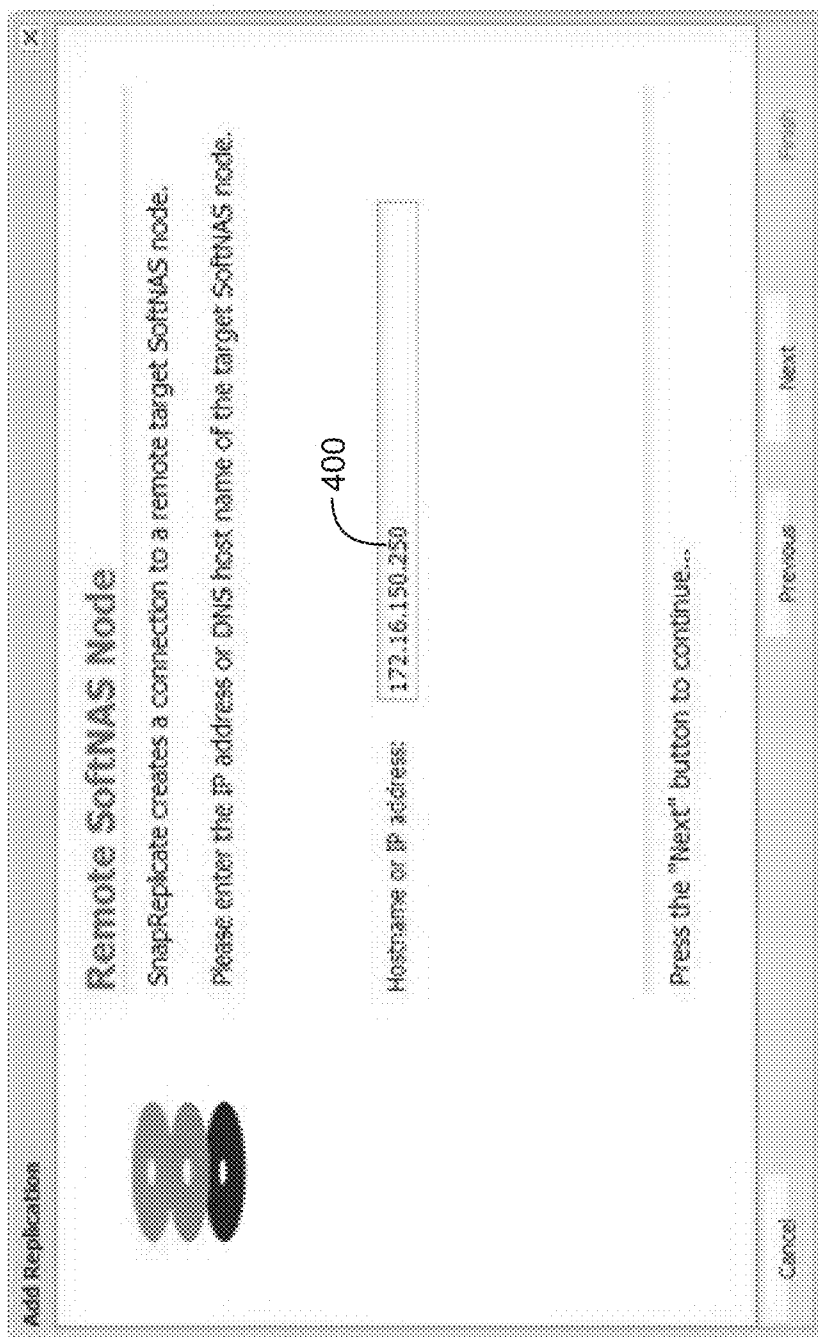 Add Replication
X
Remote SoftNAS Node
SnapReplicate creates a connection to a remote target SoftNAS node.
Please enter the IP address or DNS host name of the target SoftNAS node.
400
Hostname or IP address:
172.16.150.250
Press the "Next" button to continue...
Cancel
Previous
Next
Finish